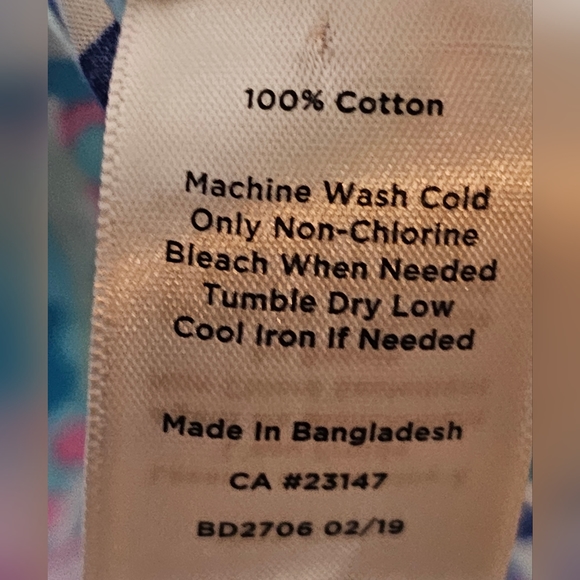 100% Cotton
Machine Wash Cold
Only Non-Chlorine
Bleach When Needed
Tumble Dry Low
Cool Iron If Needed
Made In Bangladesh
CA #23147
BD2706 02/19